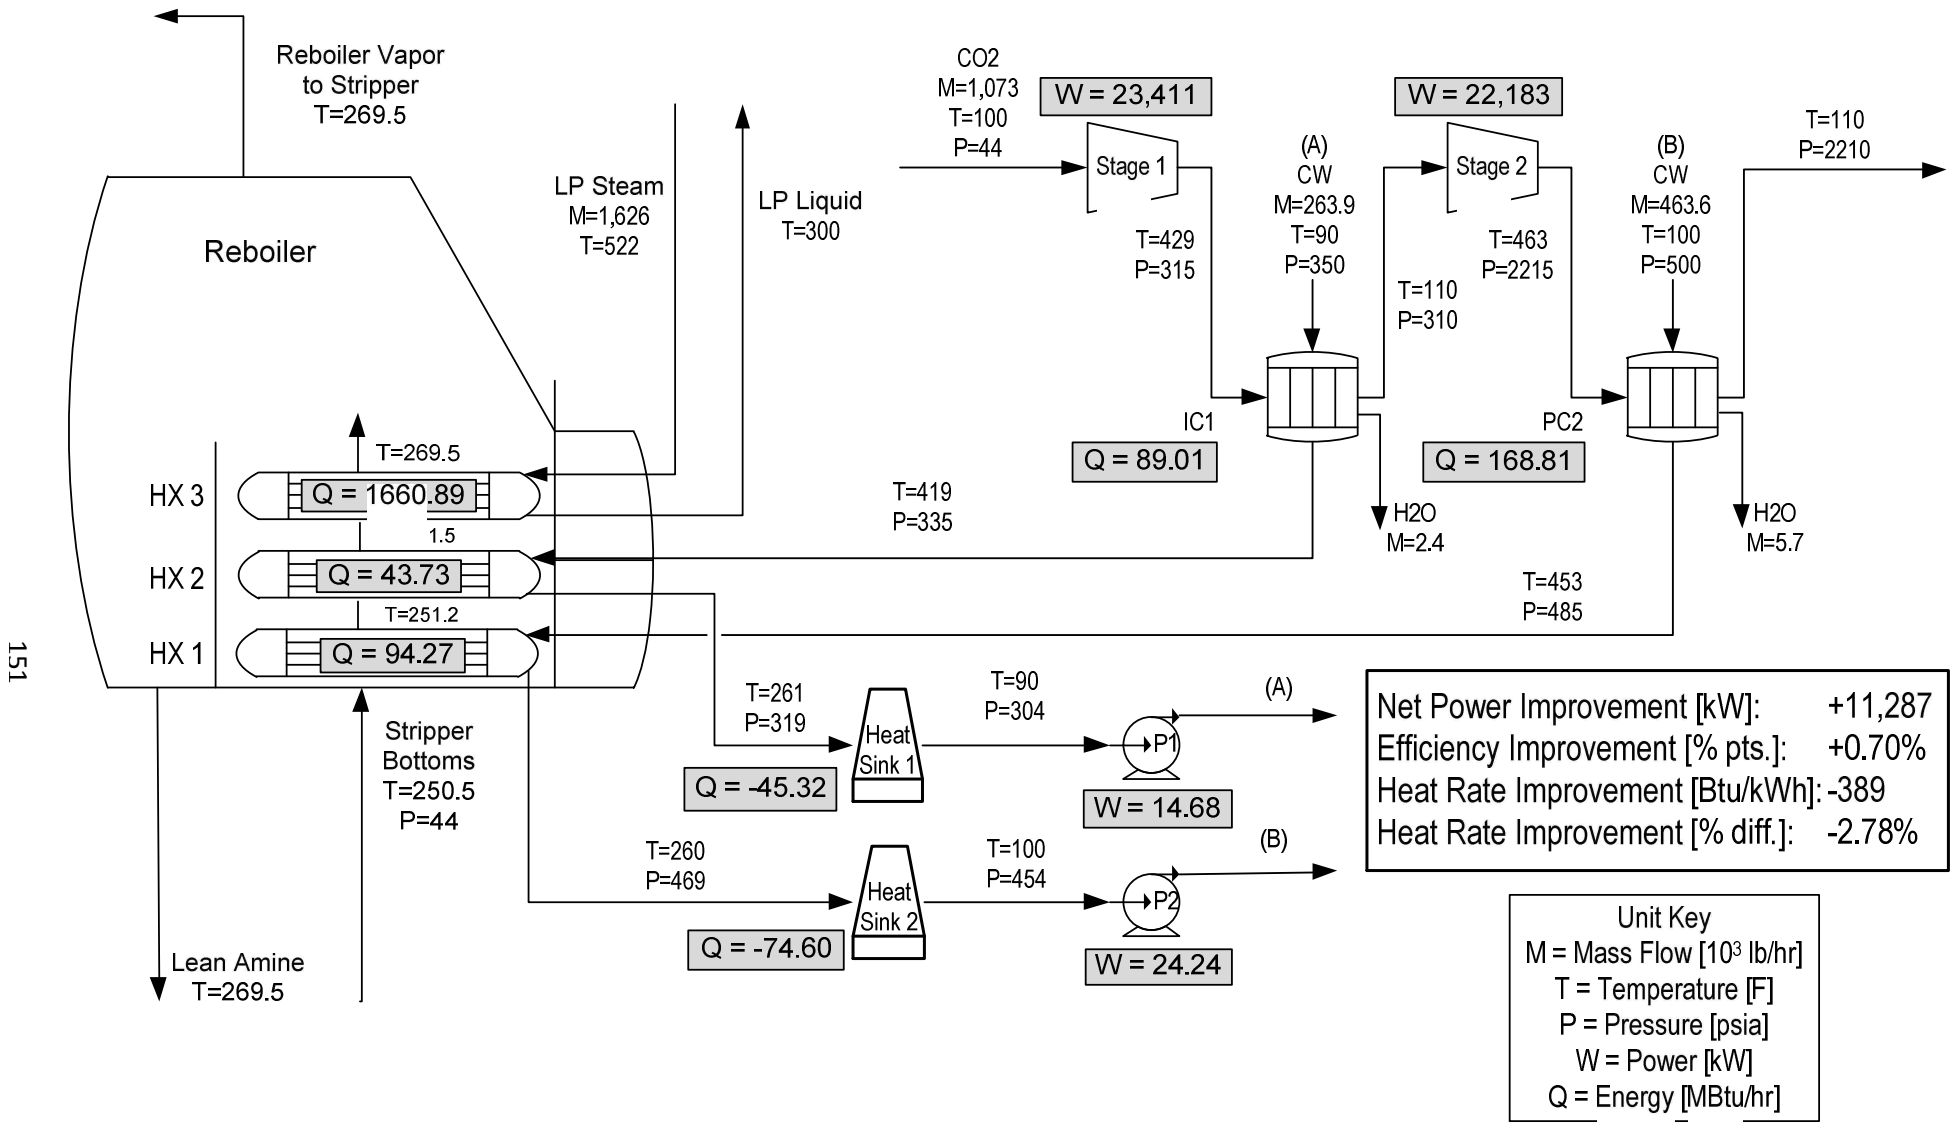 Reboiler Vapor
to Stripper
T=269.5
Reboiler
LP Steam
M=1,626
T=522
LP Liquid
T=300
CO2
M=1,073
T=100
P=44
W = 23,411
Stage 1
T=429
P=315
(A)
CW
M=263.9
T=90
P=350
W = 22,183
Stage 2
T=463
P=2215
T=110
P=310
(B)
CW
M=463.6
T=100
P=500
T=110
P=2210
IC1
Q = 89.01
PC2
Q = 168.81
H2O
M=2.4
H2O
M=5.7
T=269.5
HX 3
Q = 1660.89
T=419
P=335
1.5
HX 2
Q = 43.73
T=453
P=485
T=251.2
HX 1
Q = 94.27
151
Stripper
Bottoms
T=250.5
P=44
Lean Amine
T=269.5
T=261
P=319
Heat
Sink 1
Q = -45.32
T=90
P=304
P1
W = 14.68
(A)
T=260
P=469
Heat
Sink 2
Q = -74.60
T=100
P=454
P2
W = 24.24
(B)
Net Power Improvement [kW]: +11,287
Efficiency Improvement [% pts.]: +0.70%
Heat Rate Improvement [Btu/kWh]: -389
Heat Rate Improvement [% diff.]: -2.78%
Unit Key
M = Mass Flow [10³ lb/hr]
T = Temperature [F]
P = Pressure [psia]
W = Power [kW]
Q = Energy [MBtu/hr]